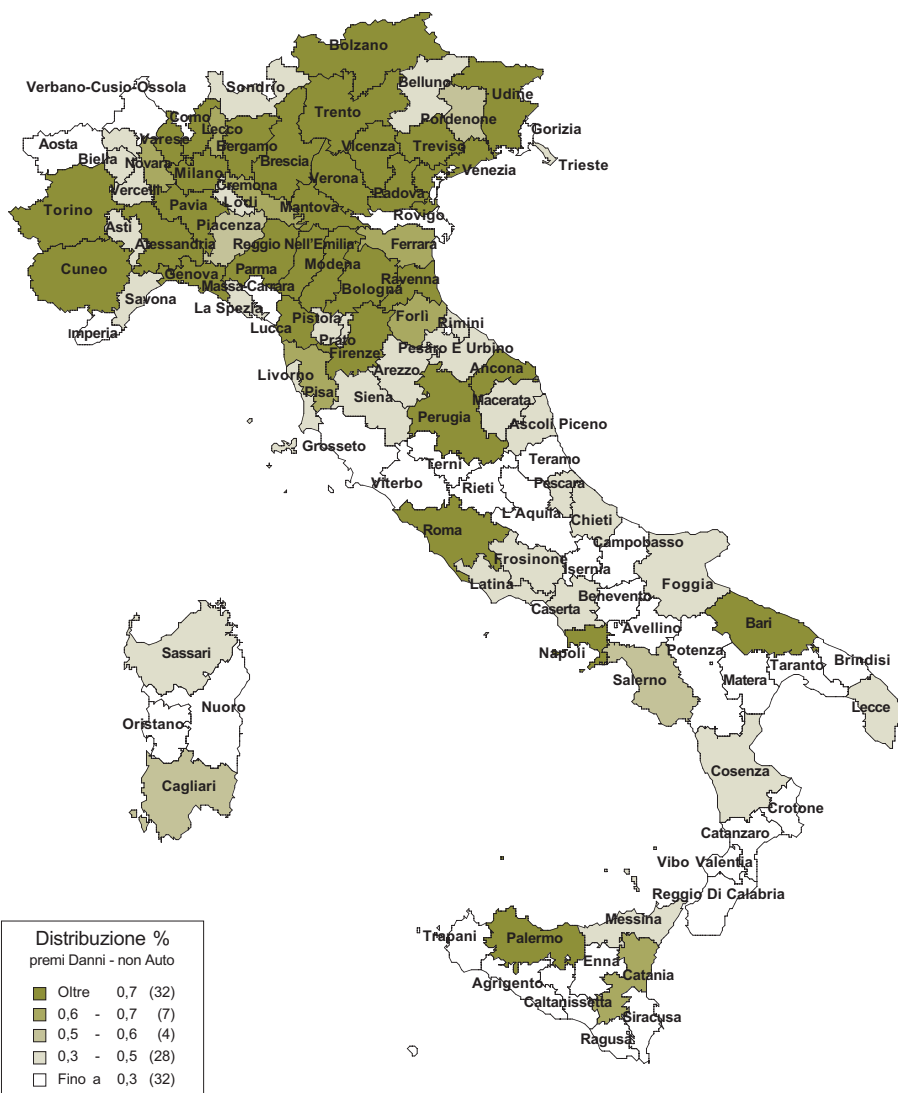 Bolzano
Verbano-Cusio-Ossola
Sondrio
Belluno
Udine
Como
Lecco
Trento
Pordenone
Gorizia
Aosta
Varese
Bergamo
Vicenza
Treviso
Biella
Novara
Milano
Brescia
Venezia
Trieste
Vercelli
Cremona
Lodi
Verona
Padova
Torino
Pavia
Mantova
Rovigo
Asti
Alessandria
Piacenza
Reggio Nell'Emilia
Ferrara
Cuneo
Genova
Parma
Modena
Ravenna
Massa-Carrara
Bologna
Savona
La Spezia
Imperia
Lucca
Pistoia
Prato
Forlì
Rimini
Firenze
Pesaro E Urbino
Livorno
Arezzo
Ancona
Pisa
Siena
Macerata
Perugia
Ascoli Piceno
Grosseto
Terni
Teramo
Viterbo
Rieti
Pescara
L'Aquila
Chieti
Roma
Campobasso
Frosinone
Isernia
Latina
Foggia
Caserta
Benevento
Avellino
Bari
Napoli
Potenza
Salerno
Matera
Taranto
Brindisi
Lecce
Sassari
Nuoro
Oristano
Cagliari
Cosenza
Crotone
Catanzaro
Vibo Valentia
Reggio Di Calabria
Messina
Trapani
Palermo
Enna
Catania
Agrigento
Caltanissetta
Siracusa
Ragusa
Distribuzione %
premi Danni - non Auto
Oltre 0,7 (32)
0,6 - 0,7 (7)
0,5 - 0,6 (4)
0,3 - 0,5 (28)
Fino a 0,3 (32)